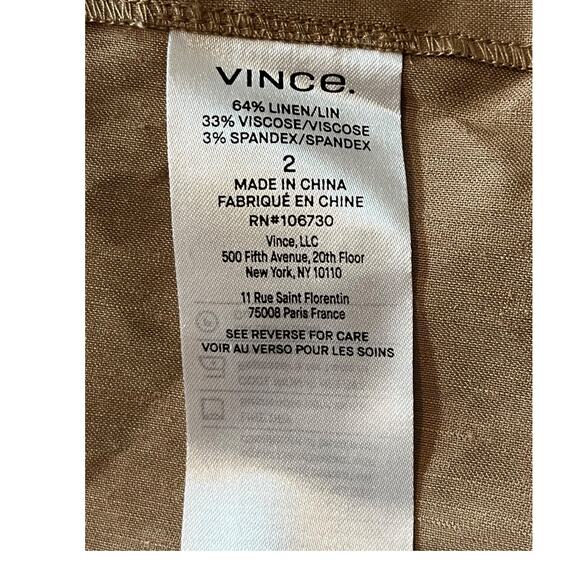 VINCE.
64% LINEN/LIN
33% VISCOSE/VISCOSE
3% SPANDEX/SPANDEX
2
MADE IN CHINA
FABRIQUÉ EN CHINE
RN#106730
Vince, LLC
500 Fifth Avenue, 20th Floor
New York, NY 10110
11 Rue Saint Florentin
75008 Paris France
SEE REVERSE FOR CARE
VOIR AU VERSO POUR LES SOINS